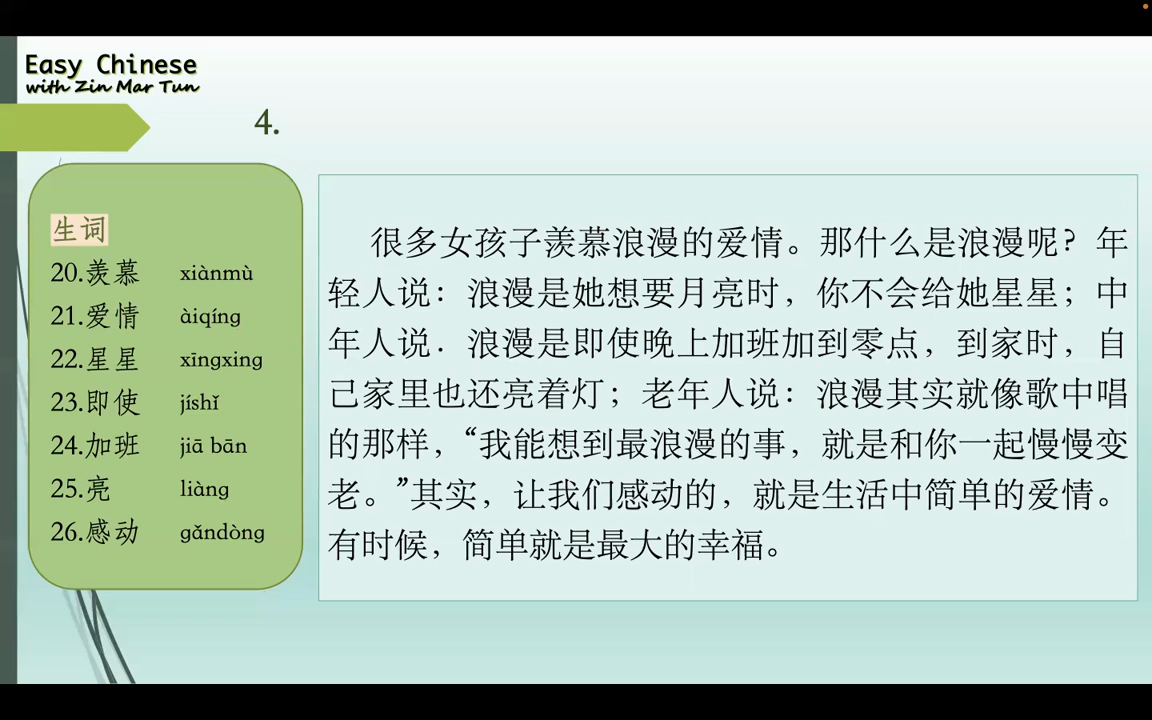 Easy Chinese
with Zin Mar Tun
4.
生词
20.羡慕 xiànmù
21.爱情 àiqíng
22.星星 xīngxing
23.即使 jíshǐ
24.加班 jiā bān
25.亮 liàng
26.感动 gǎndòng
很多女孩子羡慕浪漫的爱情。那什么是浪漫呢？年
轻人说：浪漫是她想要月亮时，你不会给她星星；中
年人说．浪漫是即使晚上加班加到零点，到家时，自
己家里也还亮着灯；老年人说：浪漫其实就像歌中唱
的那样，“我能想到最浪漫的事，就是和你一起慢慢变
老。”其实，让我们感动的，就是生活中简单的爱情。
有时候，简单就是最大的幸福。